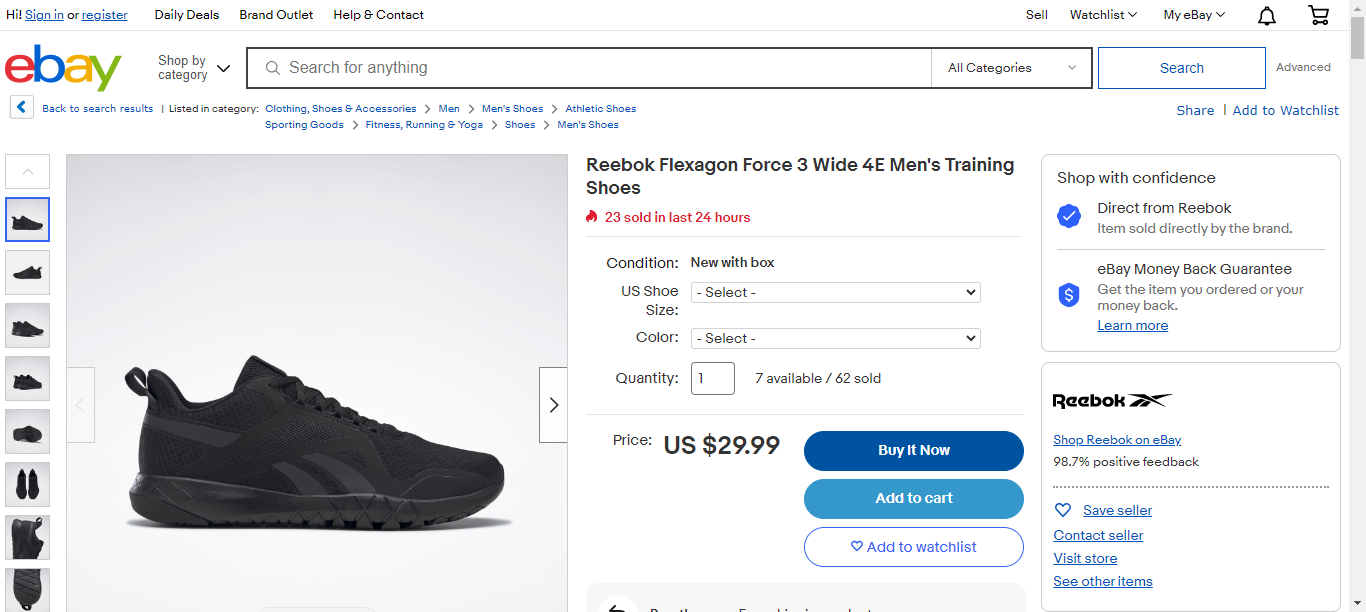 Hi! Sign in or register Daily Deals Brand Outlet Help & Contact Sell Watchlist My eBay
ebay Shop by category Search for anything All Categories Search Advanced
Back to search results | Listed in category: Clothing, Shoes & Accessories > Men > Men's Shoes > Athletic Shoes
Sporting Goods > Fitness, Running & Yoga > Shoes > Men's Shoes
Share | Add to Watchlist
Reebok Flexagon Force 3 Wide 4E Men's Training
Shoes
23 sold in last 24 hours
Condition: New with box
US Shoe
Size: - Select -
Color: - Select -
Quantity: 1 7 available / 62 sold
Price: US $29.99
Buy It Now
Add to cart
Add to watchlist
Shop with confidence
Direct from Reebok
Item sold directly by the brand.
eBay Money Back Guarantee
Get the item you ordered or your
money back.
Learn more
Reebok
Shop Reebok on eBay
98.7% positive feedback
Save seller
Contact seller
Visit store
See other items